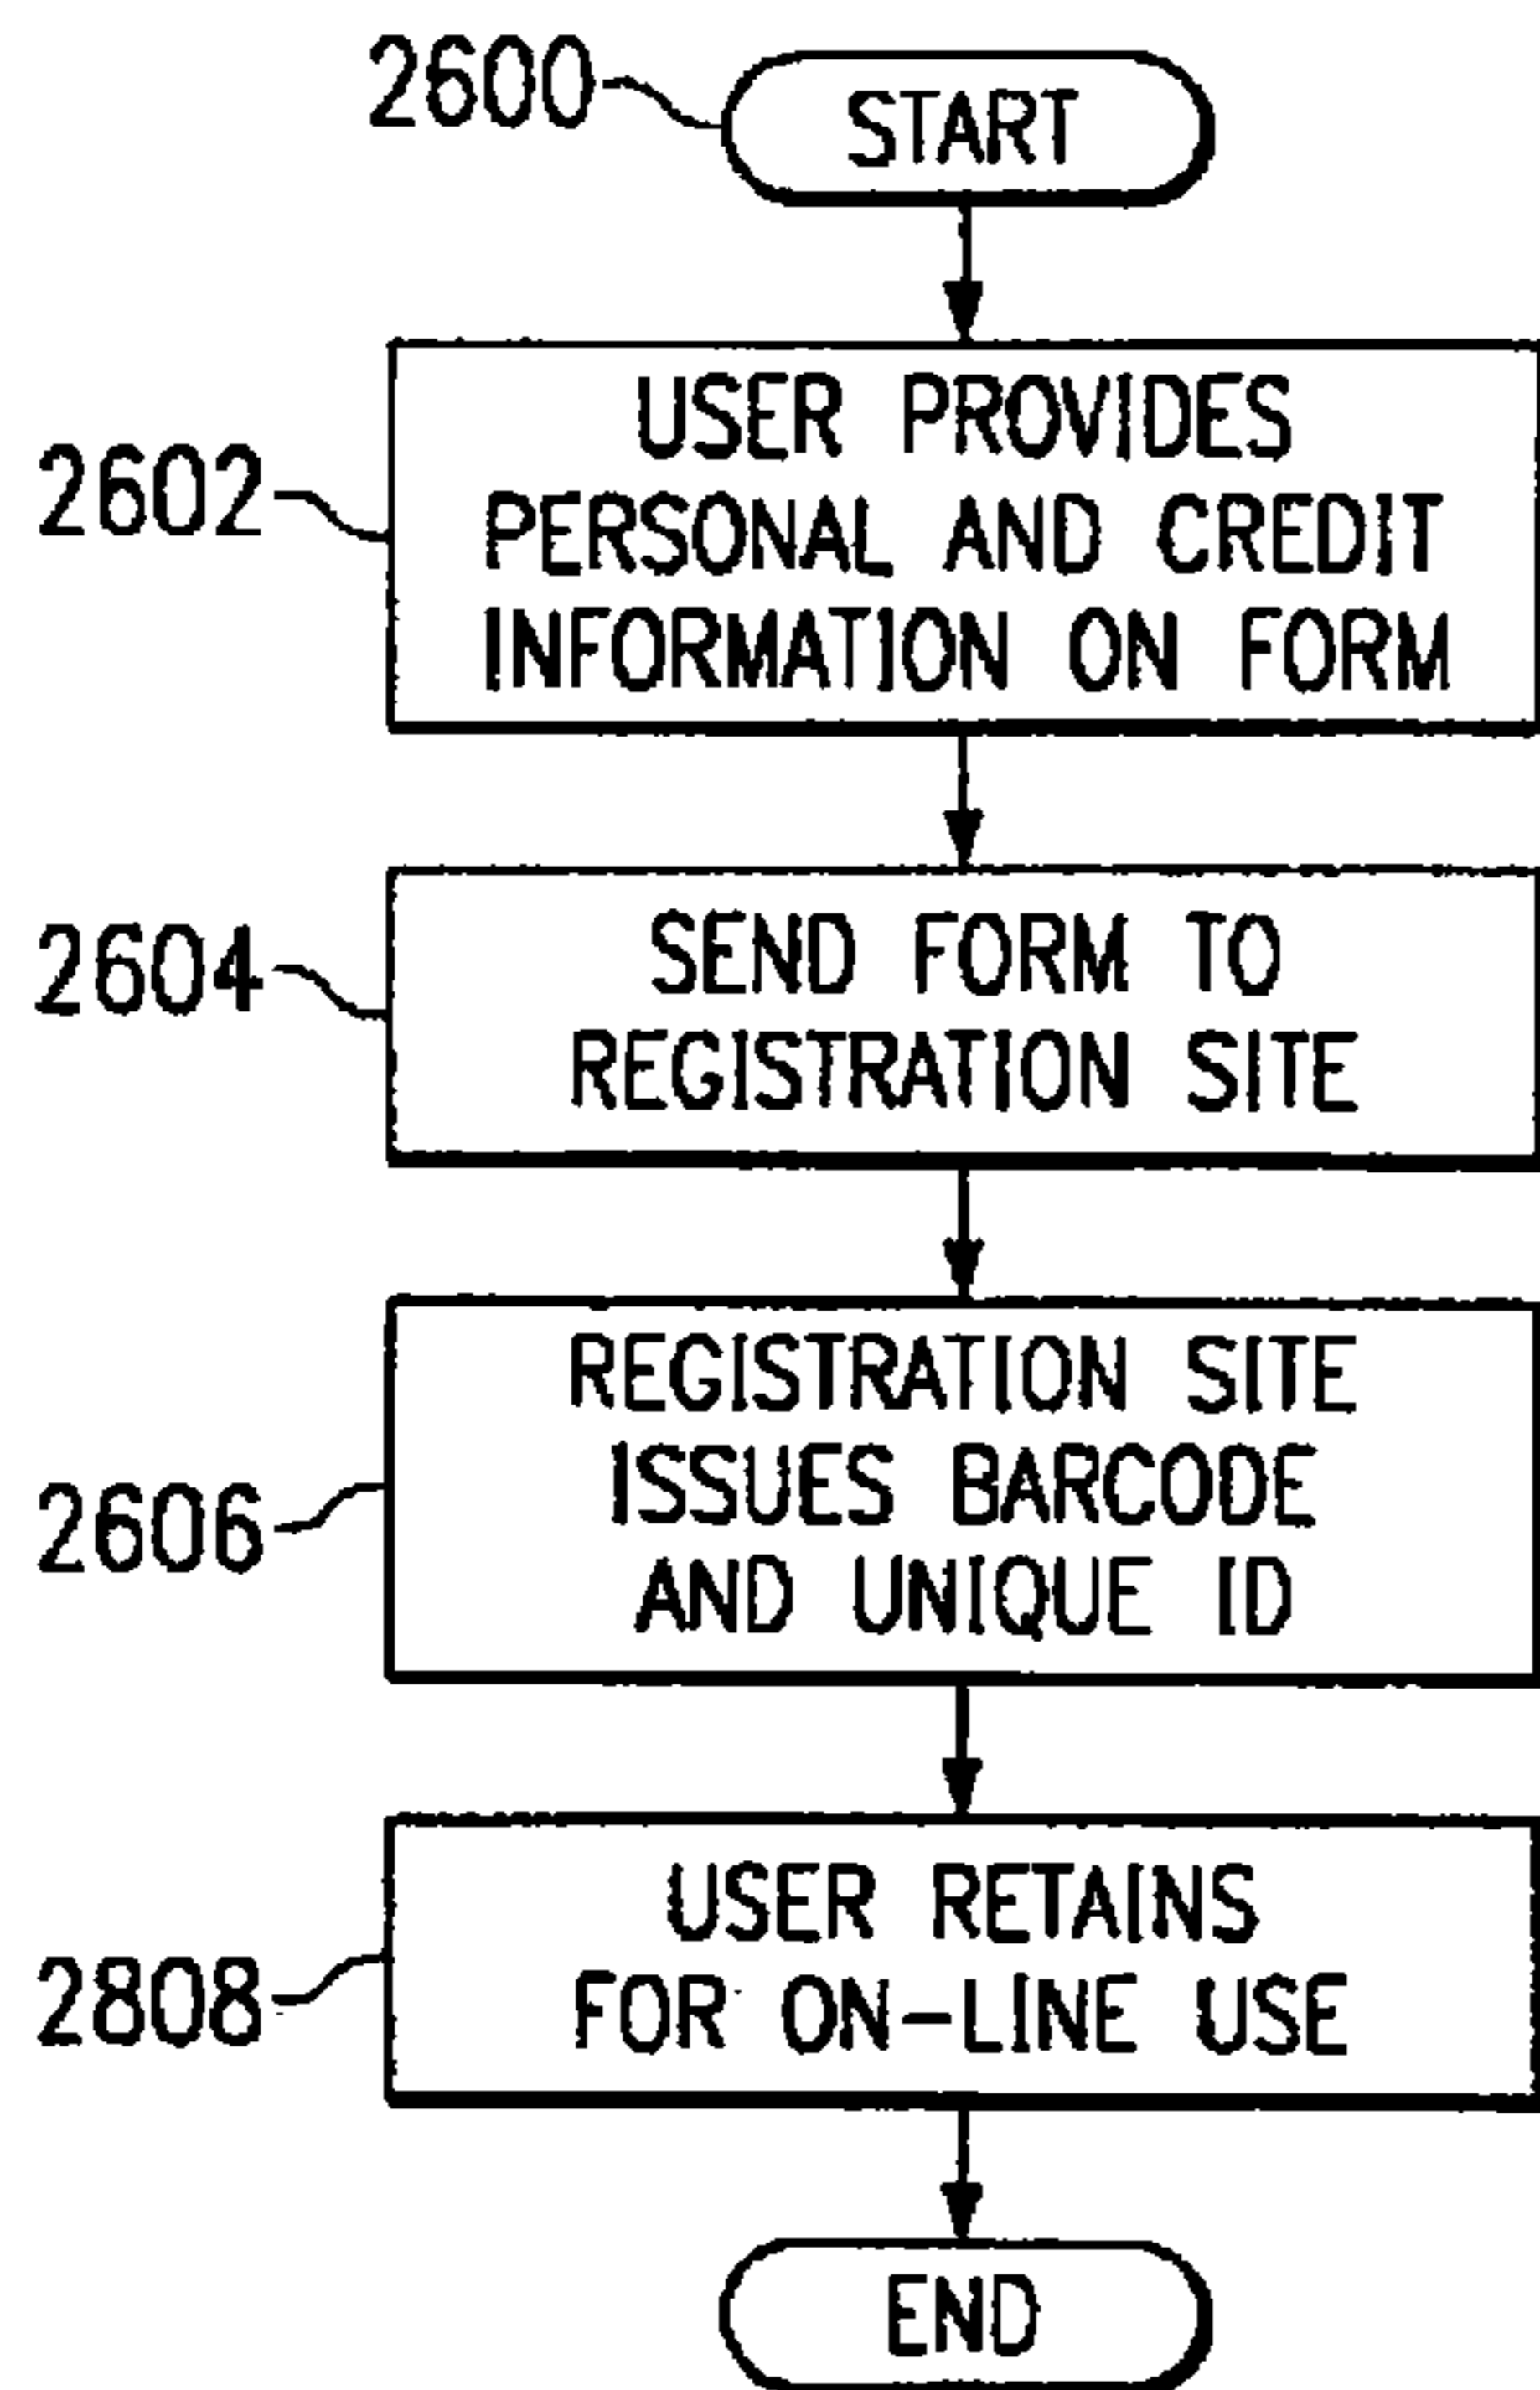 2600
START
2602
USER PROVIDES
PERSONAL AND CREDIT
INFORMATION ON FORM
2604
SEND FORM TO
REGISTRATION SITE
2606
REGISTRATION SITE
ISSUES BARCODE
AND UNIQUE ID
2808
USER RETAINS
FOR ON-LINE USE
END